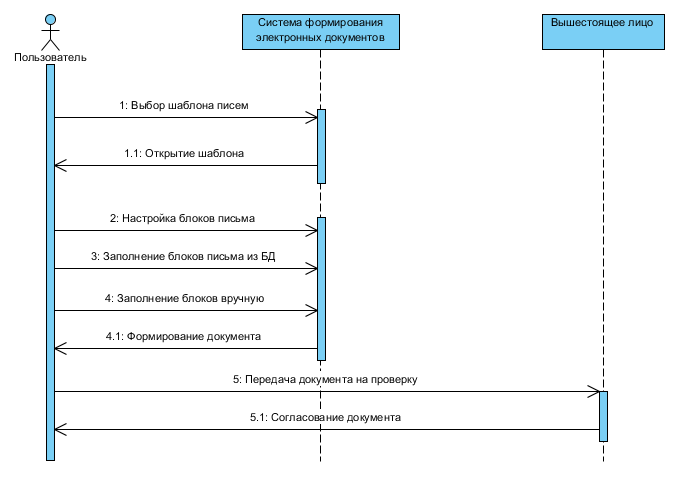 Система формирования
электронных документов
Вышестоящее лицо
Пользователь
1: Выбор шаблона писем
1.1: Открытие шаблона
2: Настройка блоков письма
3: Заполнение блоков письма из БД
4: Заполнение блоков вручную
4.1: Формирование документа
5: Передача документа на проверку
5.1: Согласование документа